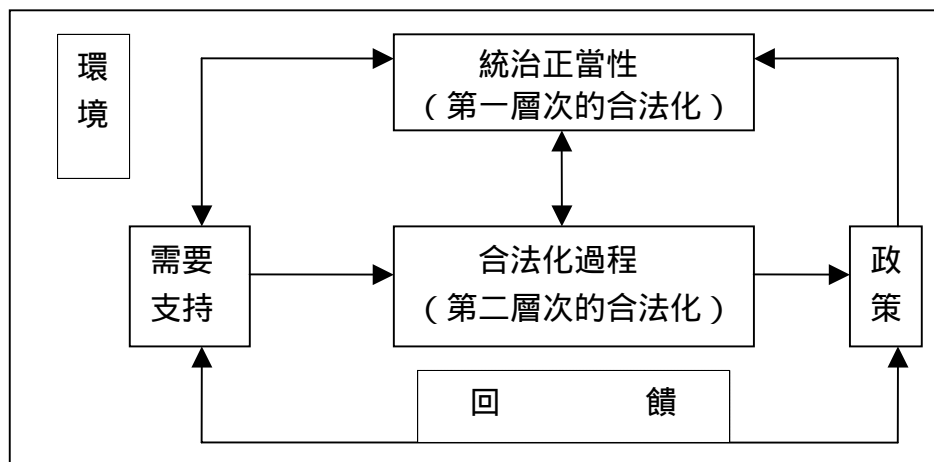 環
境
統治正當性
（第一層次的合法化）
需要
支持
合法化過程
（第二層次的合法化）
政
策
回 饋